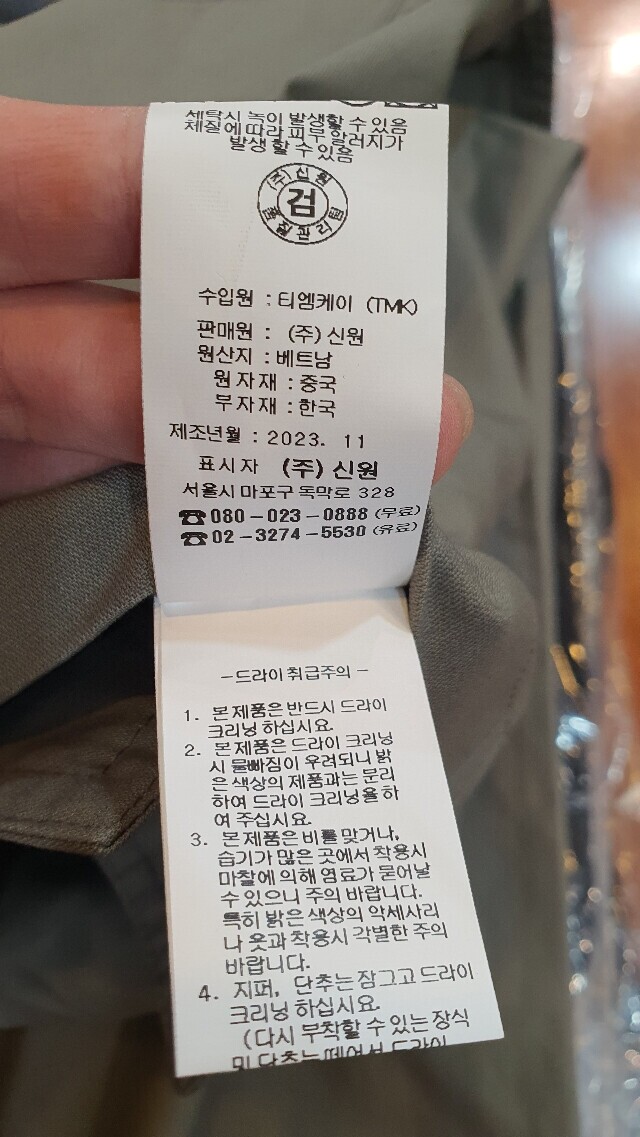 세탁시 녹이 발생할 수 있음
체질에따라 피부 알러지가
발생 할 수 있음
(주)신원
검
품질관리팀
수입원 : 티엠케이 (TMK)
판매원 : (주) 신원
원산지 : 베트남
원자재 : 중국
부자재 : 한국
제조년월 : 2023. 11
표시자 (주) 신원
서울시 마포구 독막로 328
☎ 080-023-0888 (무료)
☎ 02-3274-5530 (유료)
-드라이 취급주의-
1. 본 제품은 반드시 드라이
크리닝 하십시요.
2. 본 제품은 드라이 크리닝
시 물빠짐이 우려되니 밝
은 색상의 제품과는 분리
하여 드라이 크리닝을 하
여 주십시요.
3. 본 제품은 비를 맞거나,
습기가 많은 곳에서 착용시
마찰에 의해 염료가 묻어날
수 있으니 주의 바랍니다.
특히 밝은 색상의 악세사리
나 옷과 착용시 각별한 주의
바랍니다.
4. 지퍼, 단추는 잠그고 드라이
크리닝 하십시요.
(다시 부착할 수 있는 장식
및 단추는 떼어서 드라이